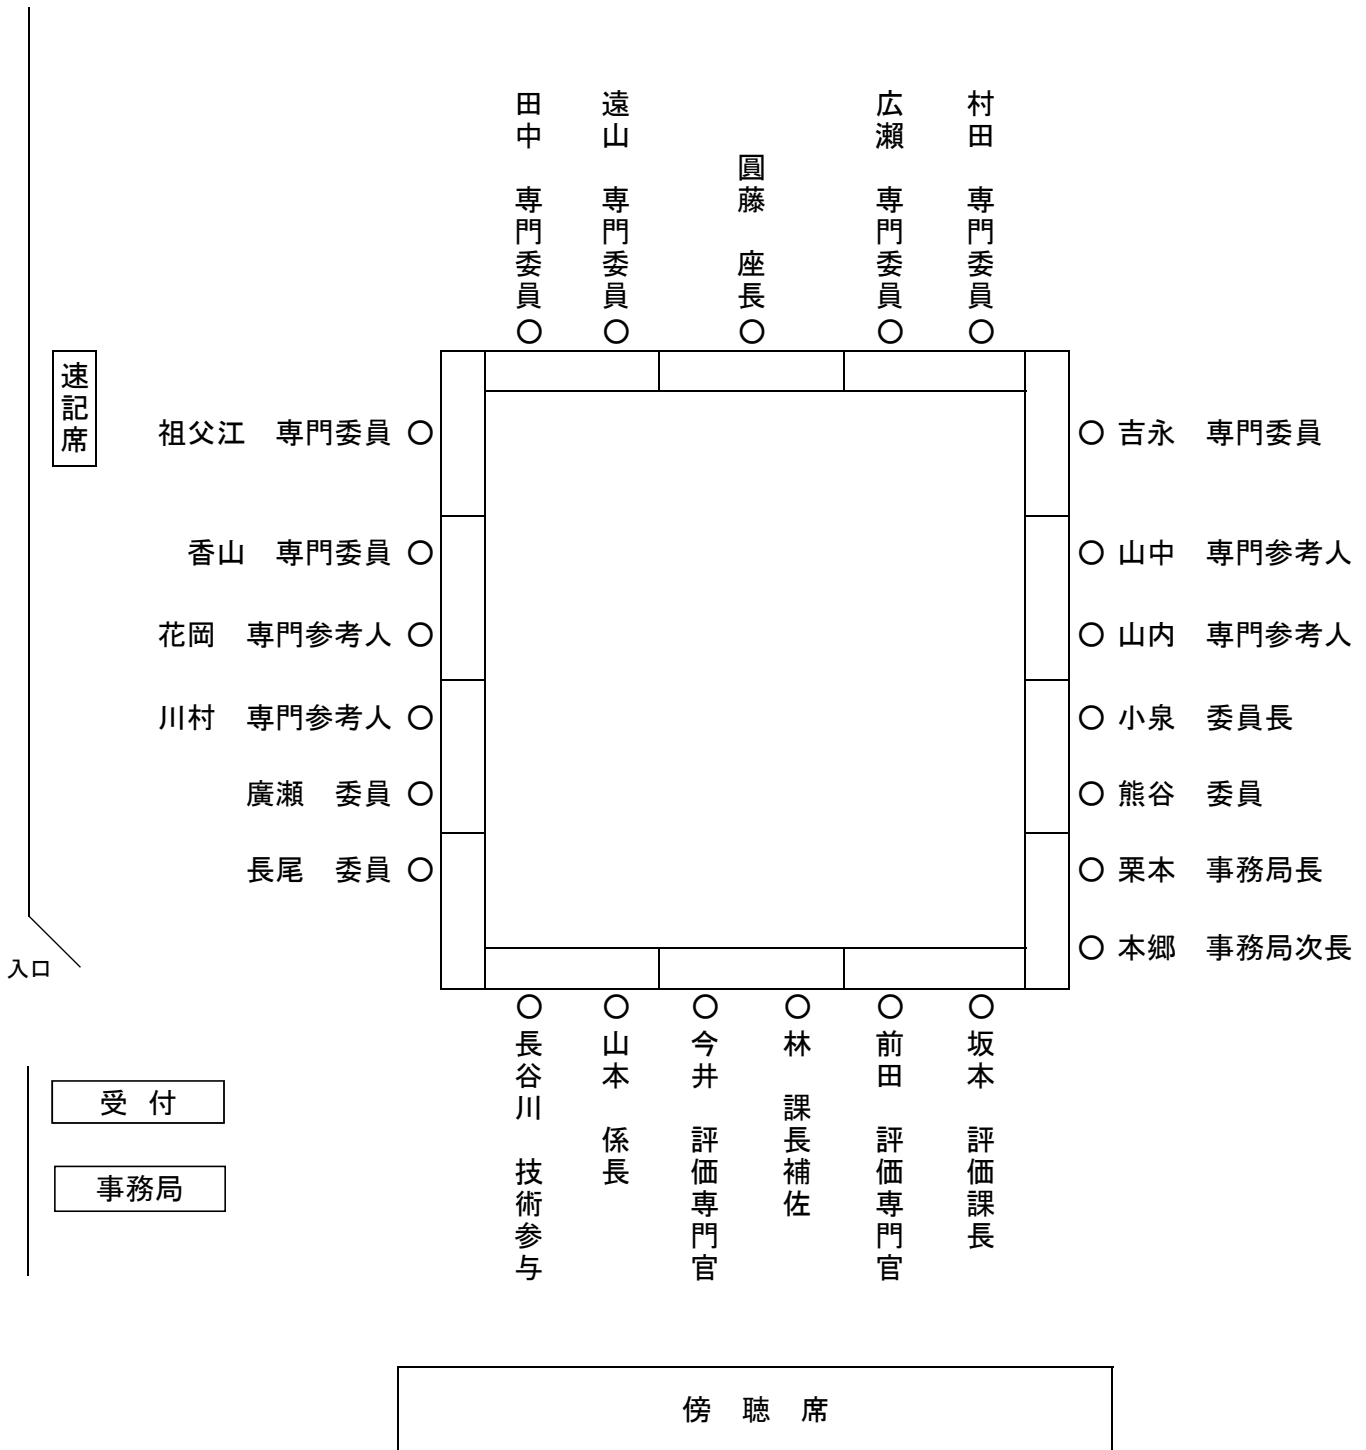 田中　専門委員
遠山　専門委員
圓藤　座長
広瀬　専門委員
村田　専門委員
速記席
祖父江　専門委員
吉永　専門委員
香山　専門委員
山中　専門参考人
花岡　専門参考人
山内　専門参考人
川村　専門参考人
小泉　委員長
廣瀬　委員
熊谷　委員
長尾　委員
栗本　事務局長
本郷　事務局次長
入口
長谷川　技術参与
山本　係長
今井　評価専門官
林　課長補佐
前田　評価専門官
坂本　評価課長
受　付
事務局
傍　聴　席